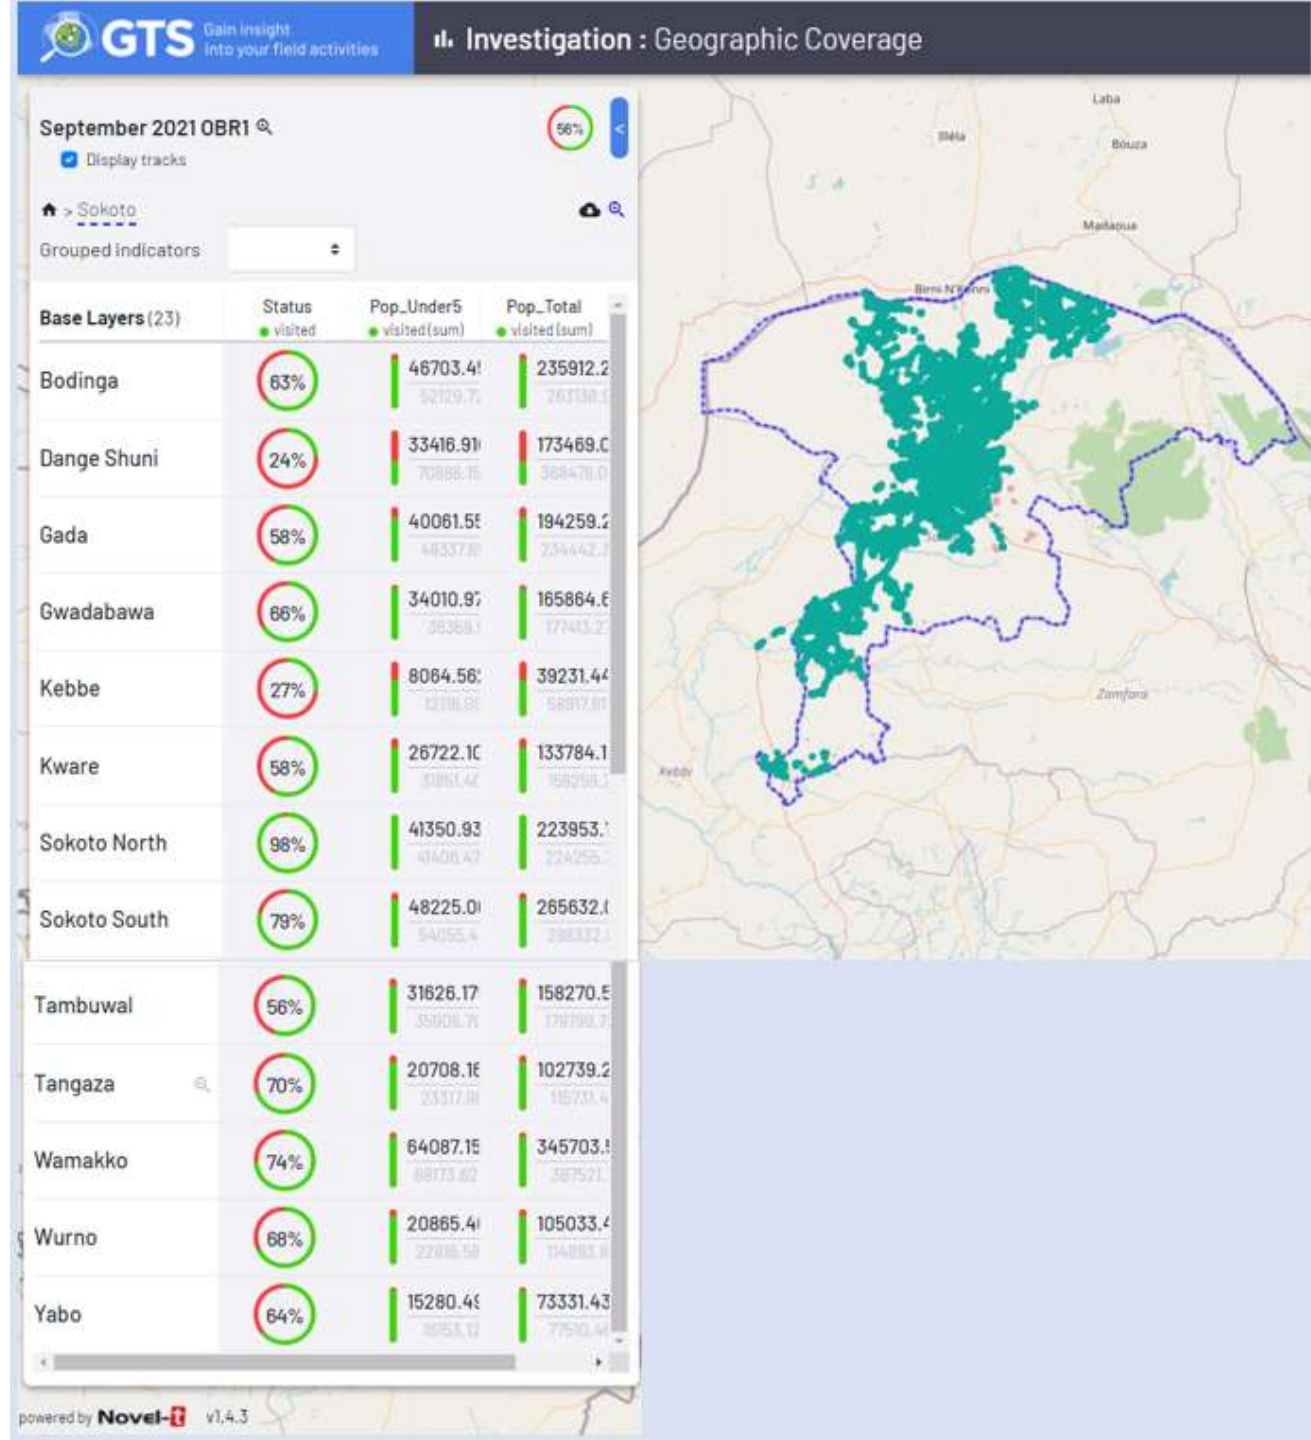 GTS Gain insight into your field activities
Investigation : Geographic Coverage
September 2021 OBR1
56%
<
Display tracks
> Sokoto
Grouped indicators
Base Layers (23) Status Pop_Under5 Pop_Total
visited visited (sum) visited (sum)
Bodinga 63% 46703.4 235912.2
Dange Shuni 24% 33416.91 173469.0
Gada 58% 40061.55 194259.2
Gwadabawa 66% 34010.97 165864.6
Kebbe 27% 8064.56 39231.44
Kware 58% 26722.10 133784.1
Sokoto North 98% 41350.93 223953.
Sokoto South 79% 48225.0 265632.0
Tambuwal 56% 31626.17 158270.5
Tangaza 70% 20708.16 102739.2
Wamakko 74% 64087.15 345703.
Wurno 68% 20865.4 105033.4
Yabo 64% 15280.49 73331.43
powered by Novel-t v1.4.3
Laba
Illéla
Bouza
Madaoua
Birni N'Konni
Zamfara
Kebbi